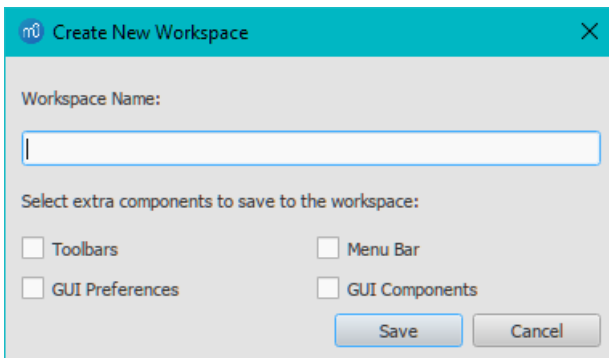 Create New Workspace
Workspace Name:
Select extra components to save to the workspace:
Toolbars Menu Bar
GUI Preferences GUI Components
Save Cancel